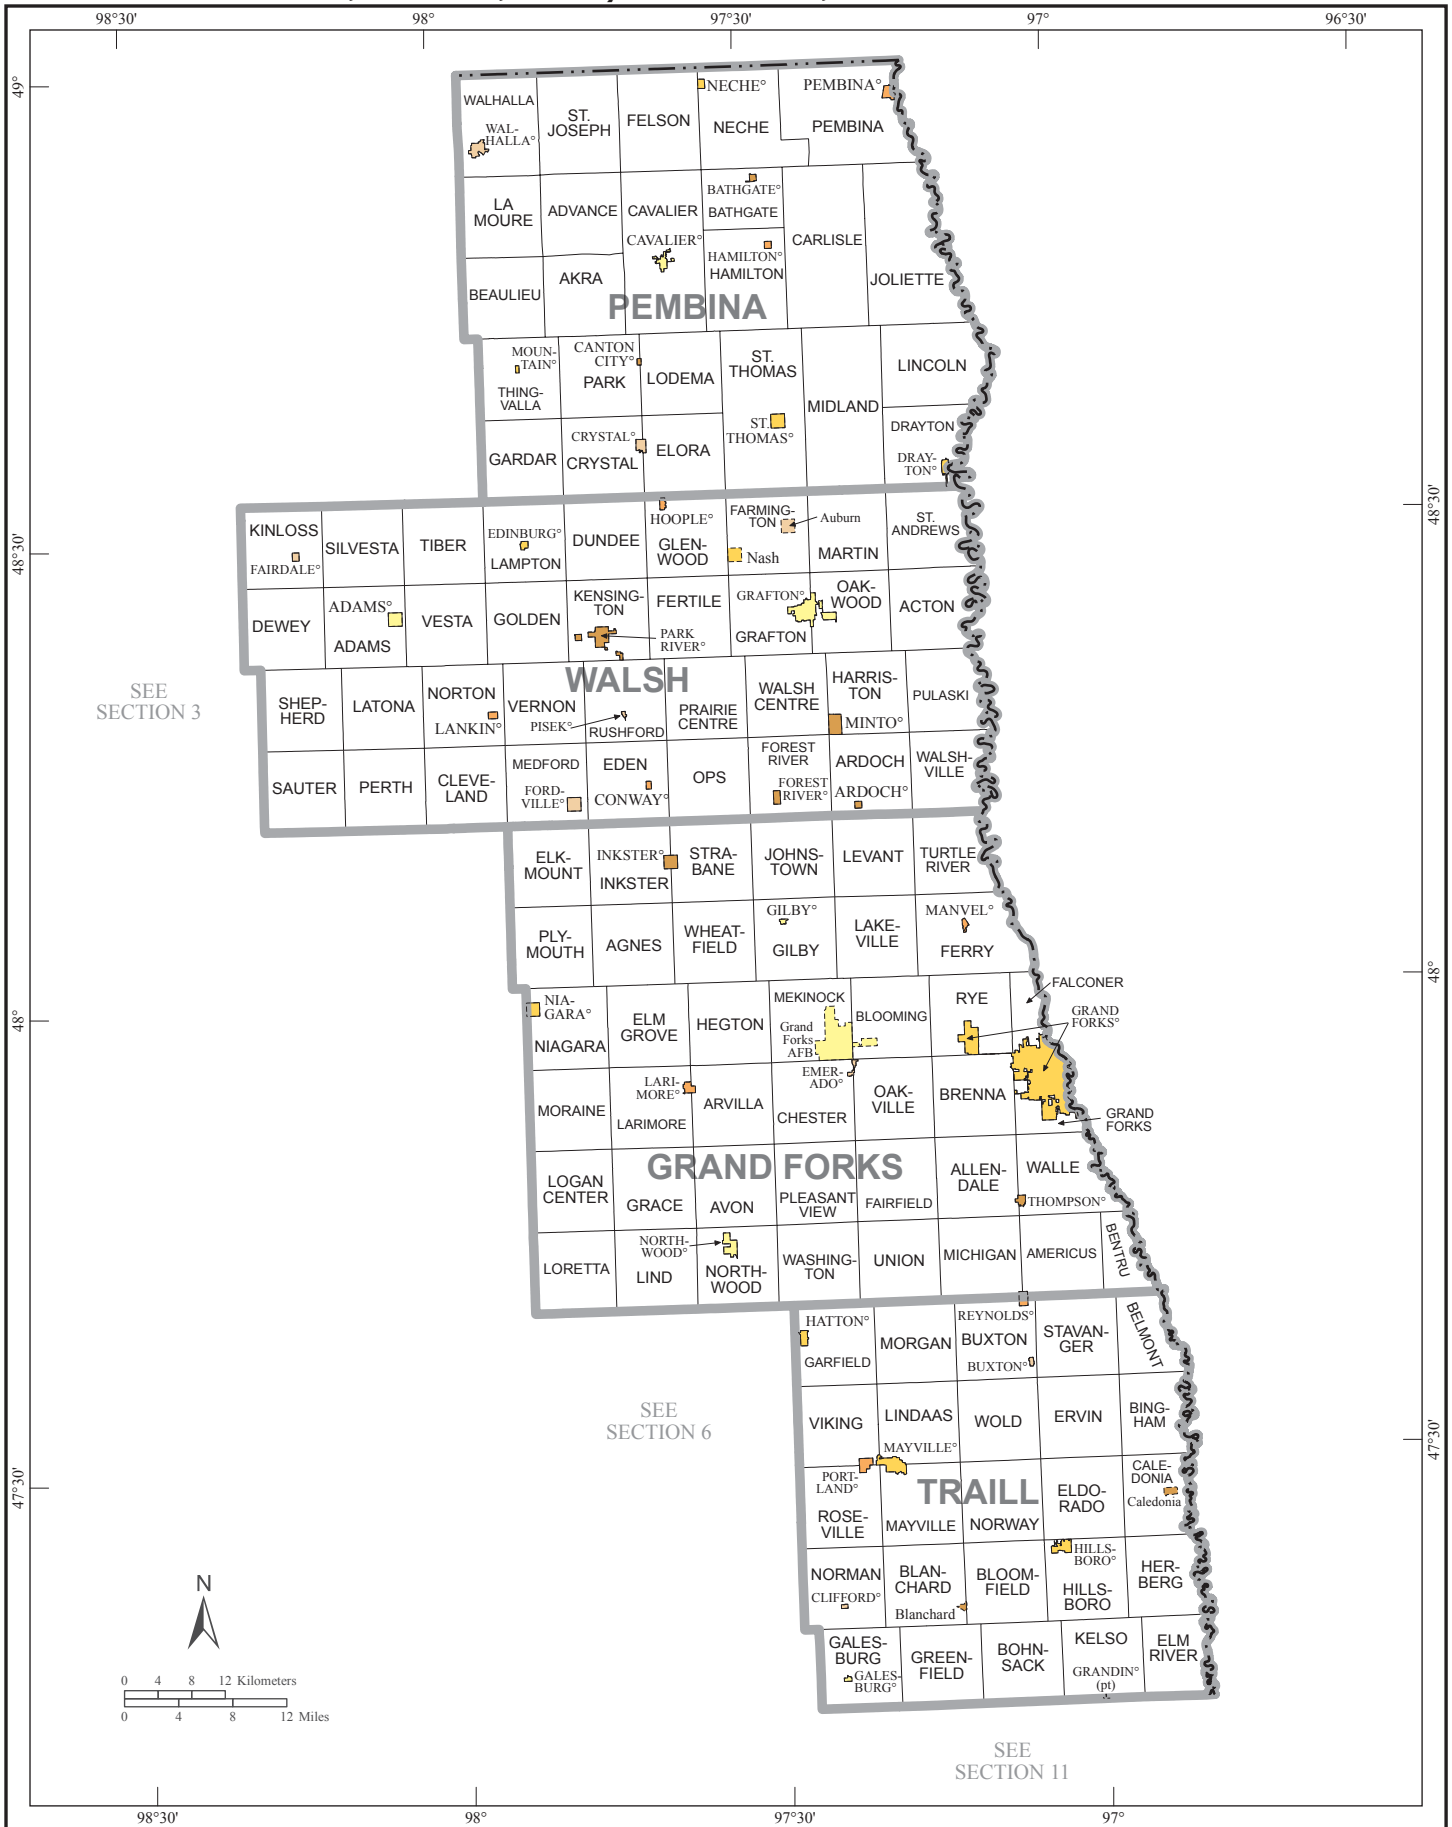 98°30'
98°
97°30'
97°
96°30'
49°
WALHALLA
WAL-
HALLA°
ST.
JOSEPH
FELSON
NECHE°
NECHE
PEMBINA°
PEMBINA
LA
MOURE
ADVANCE
CAVALIER
CAVALIER°
BATHGATE°
BATHGATE
HAMILTON°
HAMILTON
CARLISLE
JOLIETTE
BEAULIEU
AKRA
PEMBINA
MOUN-
TAIN°
THING-
VALLA
CANTON
CITY°
PARK
LODEMA
ST.
THOMAS
ST.
THOMAS°
MIDLAND
LINCOLN
DRAYTON
DRAY-
TON°
GARDAR
CRYSTAL°
CRYSTAL
ELORA
48°30'
48°30'
KINLOSS
FAIRDALE°
SILVESTA
TIBER
EDINBURG°
LAMPTON
DUNDEE
HOOPLE°
GLEN-
WOOD
FARMING-
TON
Auburn
Nash
MARTIN
ST.
ANDREWS
DEWEY
ADAMS°
ADAMS
VESTA
GOLDEN
KENSING-
TON
PARK
RIVER°
FERTILE
GRAFTON°
GRAFTON
OAK-
WOOD
ACTON
WALSH
SEE
SECTION 3
SHEP-
HERD
LATONA
NORTON
LANKIN°
VERNON
PISEK°
RUSHFORD
PRAIRIE
CENTRE
WALSH
CENTRE
HARRIS-
TON
MINTO°
PULASKI
SAUTER
PERTH
CLEVE-
LAND
MEDFORD
FORD-
VILLE°
EDEN
CONWAY°
OPS
FOREST
RIVER
FOREST
RIVER°
ARDOCH
ARDOCH°
WALSH-
VILLE
ELK-
MOUNT
INKSTER°
INKSTER
STRA-
BANE
JOHNS-
TOWN
LEVANT
TURTLE
RIVER
PLY-
MOUTH
AGNES
WHEAT-
FIELD
GILBY°
GILBY
LAKE-
VILLE
MANVEL°
FERRY
48°
48°
NIA-
GARA°
NIAGARA
ELM
GROVE
HEGTON
MEKINOCK
Grand
Forks
AFB
BLOOMING
RYE
FALCONER
GRAND
FORKS°
MORAINE
LARI-
MORE°
LARIMORE
ARVILLA
EMER-
ADO°
CHESTER
OAK-
VILLE
BRENNA
GRAND
FORKS
GRAND FORKS
LOGAN
CENTER
GRACE
AVON
PLEASANT
VIEW
FAIRFIELD
ALLEN-
DALE
WALLE
THOMPSON°
LORETTA
NORTH-
WOOD°
LIND
NORTH-
WOOD
WASHING-
TON
UNION
MICHIGAN
AMERICUS
BENTRU
HATTON°
GARFIELD
MORGAN
REYNOLDS°
BUXTON
BUXTON°
STAVAN-
GER
BELMONT
SEE
SECTION 6
VIKING
LINDAAS
MAYVILLE°
WOLD
ERVIN
BING-
HAM
47°30'
47°30'
PORT-
LAND°
ROSE-
VILLE
MAYVILLE
TRAILL
NORWAY
ELDO-
RADO
CALE-
DONIA
Caledonia
NORMAN
CLIFFORD°
BLAN-
CHARD
Blanchard
BLOOM-
FIELD
HILLS-
BORO°
HILLS-
BORO
HER-
BERG
GALES-
BURG
GALES-
BURG°
GREEN-
FIELD
BOHN-
SACK
KELSO
GRANDIN°
(pt)
ELM
RIVER
N
0 4 8 12 Kilometers
0 4 8 12 Miles
SEE
SECTION 11
98°30'
98°
97°30'
97°